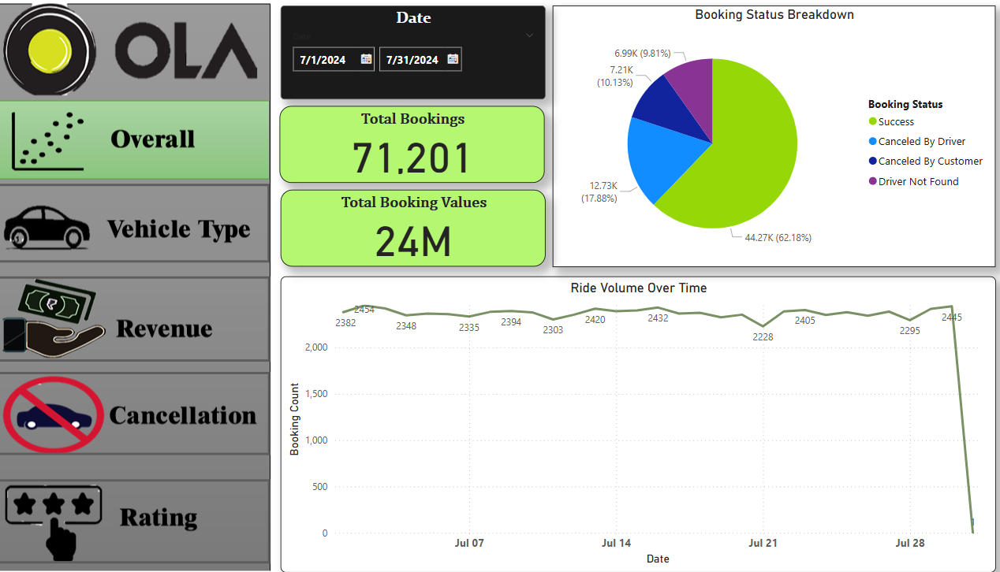 OLA
Overall
Vehicle Type
Revenue
Cancellation
Rating
Date
Date
7/1/2024
7/31/2024
Total Bookings
71,201
Total Booking Values
24M
Booking Status Breakdown
6.99K (9.81%)
7.21K
(10.13%)
12.73K
(17.88%)
44.27K (62.18%)
Booking Status
Success
Canceled By Driver
Canceled By Customer
Driver Not Found
Ride Volume Over Time
2382
2454
2348
2335
2394
2303
2420
2432
2228
2405
2295
2445
2,000
1,500
1,000
500
0
Booking Count
Jul 07
Jul 14
Jul 21
Jul 28
Date